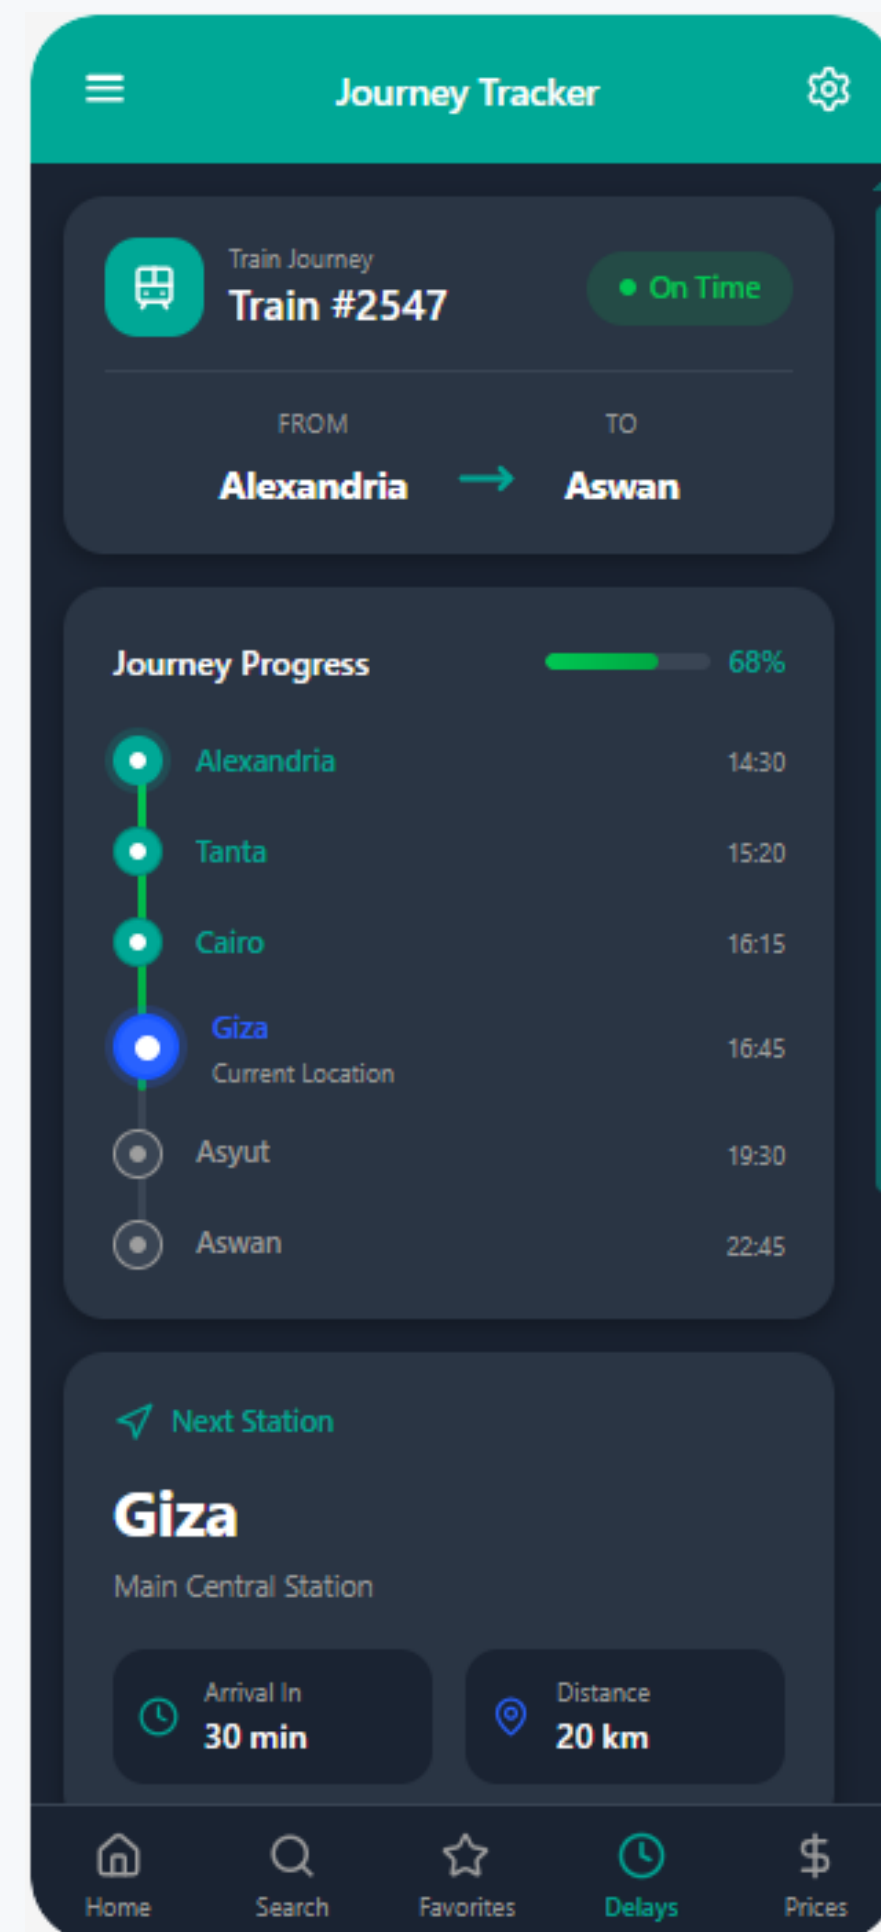 Journey Tracker
Train Journey
Train #2547
On Time
FROM TO
Alexandria Aswan
Journey Progress 68%
Alexandria 14:30
Tanta 15:20
Cairo 16:15
Giza
Current Location 16:45
Asyut 19:30
Aswan 22:45
Next Station
Giza
Main Central Station
Arrival In
30 min
Distance
20 km
Home Search Favorites Delays Prices